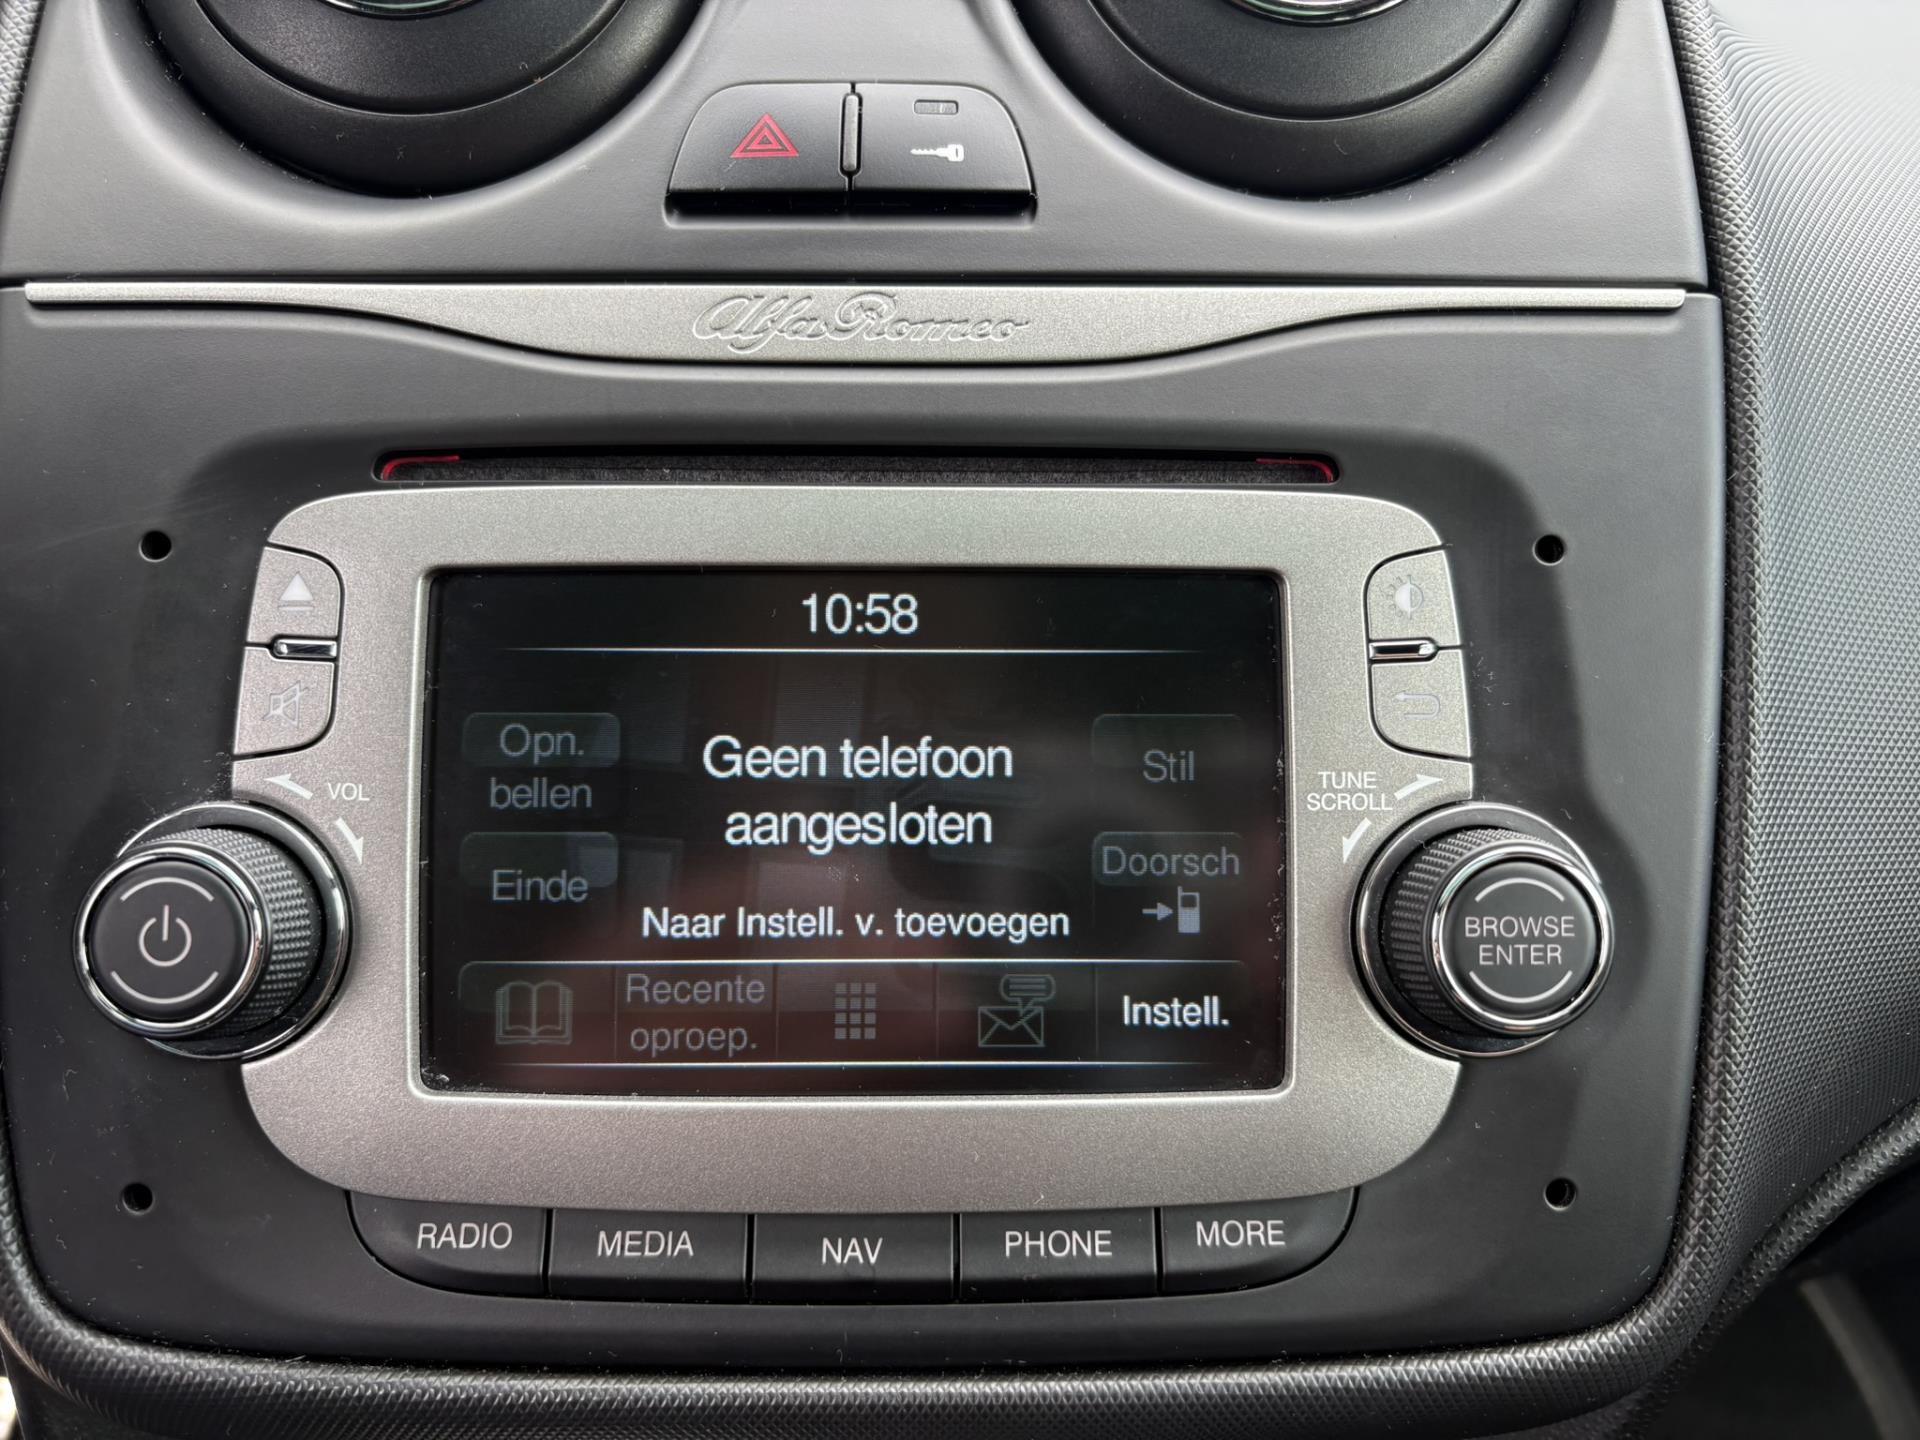 Alfa Romeo
10:58
Opn.
bellen
Geen telefoon
aangesloten
Stil
Einde
Doorsch
Naar Instell. v. toevoegen
Recente
oproep.
Instell.
VOL
TUNE
SCROLL
BROWSE
ENTER
RADIO
MEDIA
NAV
PHONE
MORE